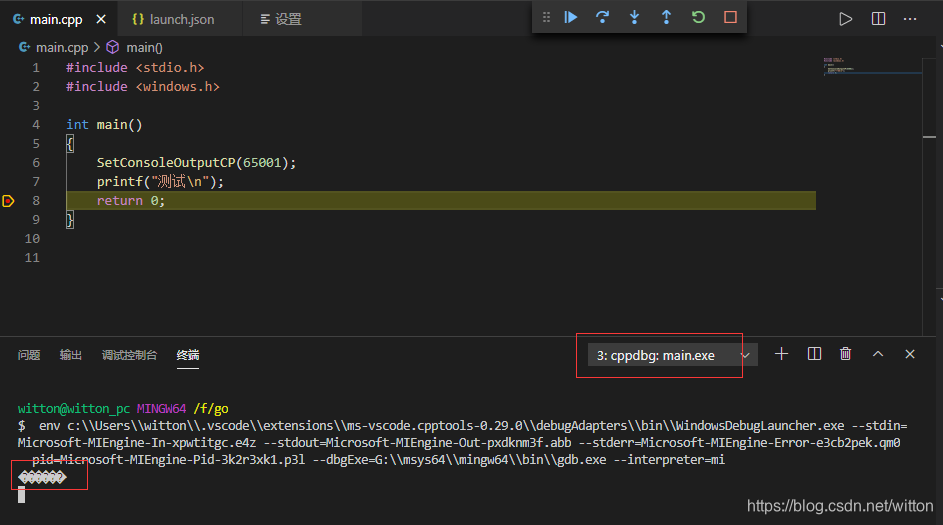 main.cpp
launch.json
设置
main.cpp > main()
1 #include <stdio.h>
2 #include <windows.h>
3
4 int main()
5 {
6 SetConsoleOutputCP(65001);
7 printf("测试\n");
8 return 0;
9 }
10
11
问题 输出 调试控制台 终端
3: cppdbg: main.exe
witton@witton_pc MINGW64 /f/go
$ env c:\\Users\\witton\\.vscode\\extensions\\ms-vscode.cpptools-0.29.0\\debugAdapters\\bin\\WindowsDebugLauncher.exe --stdin=
Microsoft-MIEngine-In-xpwtitgc.e4z --stdout=Microsoft-MIEngine-Out-pxdknm3f.abb --stderr=Microsoft-MIEngine-Error-e3cb2pek.qm0
--pid=Microsoft-MIEngine-Pid-3k2r3xk1.p3l --dbgExe=G:\\msys64\\mingw64\\bin\\gdb.exe --interpreter=mi
������
https://blog.csdn.net/witton